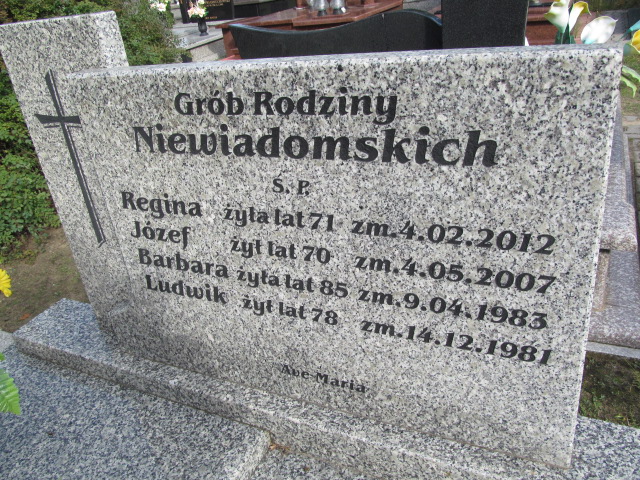 Grób Rodziny
Niewiadomskich
Ś. P.
Regina żyła lat 71 zm. 4.02.2012
Józef żył lat 70 zm. 4.05.2007
Barbara żyła lat 85 zm. 9.04.1983
Ludwik żył lat 78 zm. 14.12.1981
Ave Maria